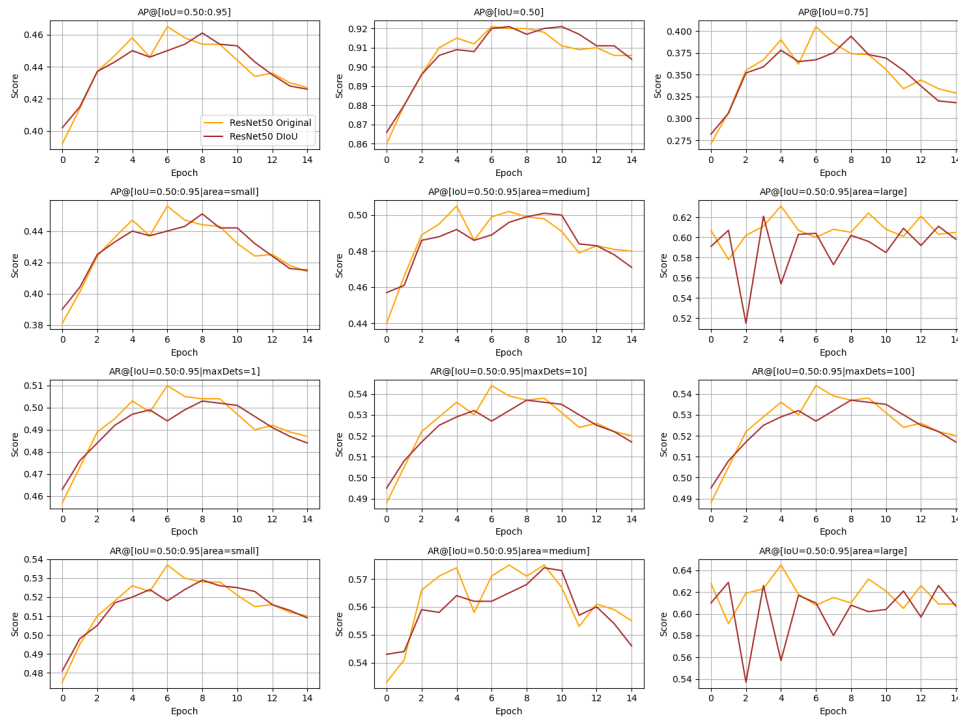 AP@[IoU=0.50:0.95]
Score
0.46
0.44
0.42
0.40
0 2 4 6 8 10 12 14
Epoch
ResNet50 Original
ResNet50 DIoU
AP@[IoU=0.50]
Score
0.92
0.91
0.90
0.89
0.88
0.87
0.86
0 2 4 6 8 10 12 14
Epoch
AP@[IoU=0.75]
Score
0.400
0.375
0.350
0.325
0.300
0.275
0 2 4 6 8 10 12 14
Epoch
AP@[IoU=0.50:0.95|area=small]
Score
0.44
0.42
0.40
0.38
0 2 4 6 8 10 12 14
Epoch
AP@[IoU=0.50:0.95|area=medium]
Score
0.50
0.48
0.46
0.44
0 2 4 6 8 10 12 14
Epoch
AP@[IoU=0.50:0.95|area=large]
Score
0.62
0.60
0.58
0.56
0.54
0.52
0 2 4 6 8 10 12 14
Epoch
AR@[IoU=0.50:0.95|maxDets=1]
Score
0.51
0.50
0.49
0.48
0.47
0.46
0 2 4 6 8 10 12 14
Epoch
AR@[IoU=0.50:0.95|maxDets=10]
Score
0.54
0.53
0.52
0.51
0.50
0.49
0 2 4 6 8 10 12 14
Epoch
AR@[IoU=0.50:0.95|maxDets=100]
Score
0.54
0.53
0.52
0.51
0.50
0.49
0 2 4 6 8 10 12 14
Epoch
AR@[IoU=0.50:0.95|area=small]
Score
0.54
0.53
0.52
0.51
0.50
0.49
0.48
0 2 4 6 8 10 12 14
Epoch
AR@[IoU=0.50:0.95|area=medium]
Score
0.57
0.56
0.55
0.54
0 2 4 6 8 10 12 14
Epoch
AR@[IoU=0.50:0.95|area=large]
Score
0.64
0.62
0.60
0.58
0.56
0.54
0 2 4 6 8 10 12 14
Epoch